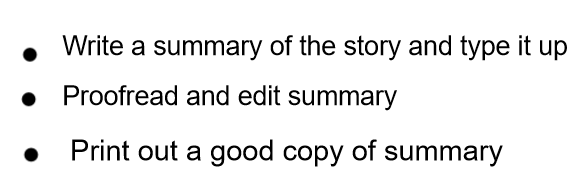 • Write a summary of the story and type it up
• Proofread and edit summary
• Print out a good copy of summary